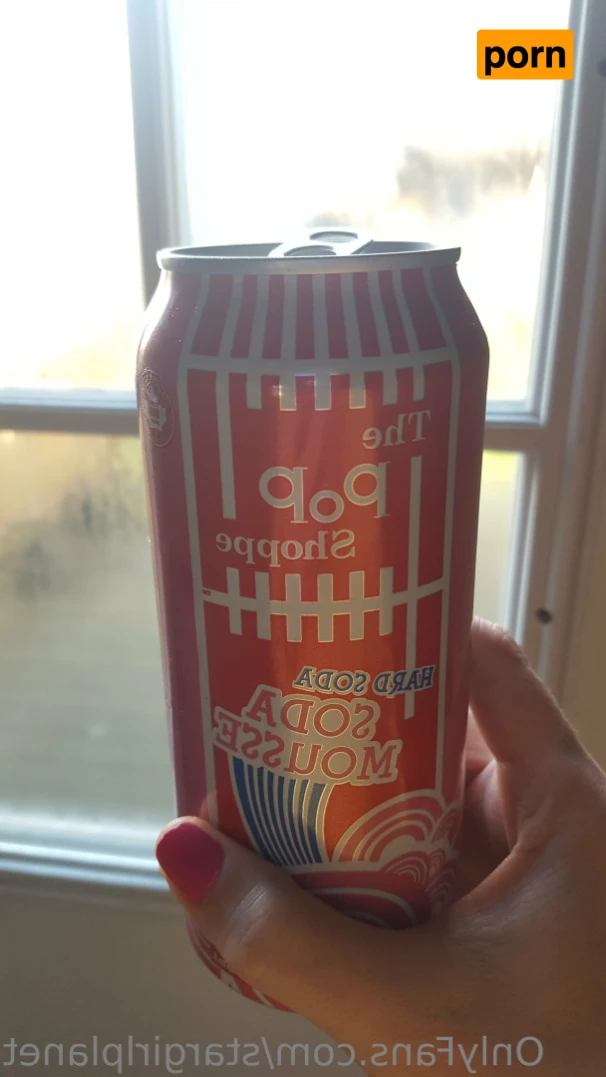 porn
The
Pop
Shoppe
HARD SODA
SODA
MOUSSE
OnlyFans.com/stargirlplanet